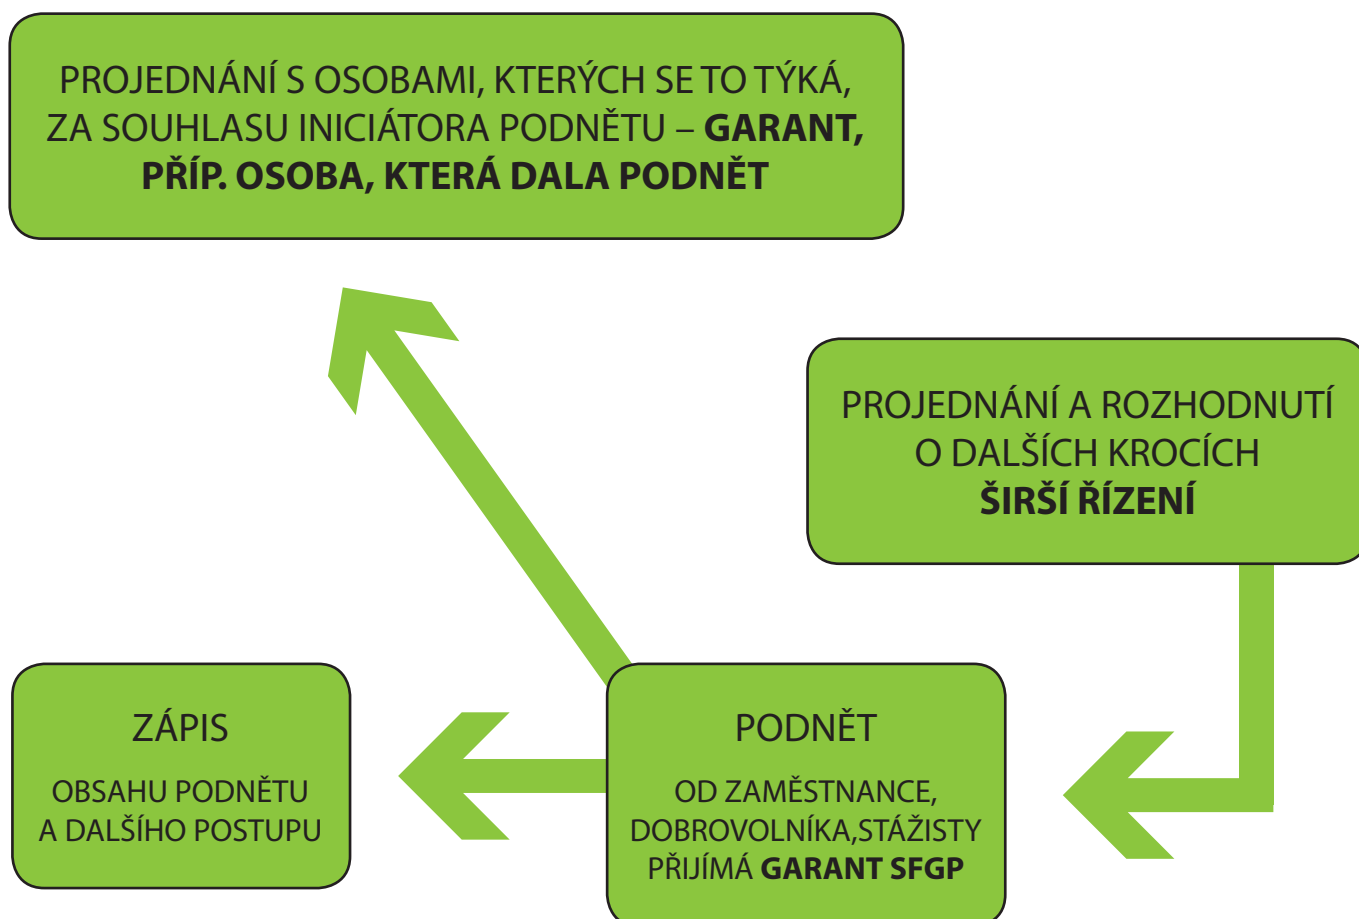 PROJEDNÁNÍ S OSOBAMI, KTERÝCH SE TO TÝKÁ,
ZA SOUHLASU INICIÁTORA PODNĚTU – GARANT,
PŘÍP. OSOBA, KTERÁ DALA PODNĚT
PROJEDNÁNÍ A ROZHODNUTÍ
O DALŠÍCH KROCÍCH
ŠIRŠÍ ŘÍZENÍ
ZÁPIS
OBSAHU PODNĚTU
A DALŠÍHO POSTUPU
PODNĚT
OD ZAMĚSTNANCE,
DOBROVOLNÍKA,STÁŽISTY
PŘIJÍMÁ GARANT SFGP